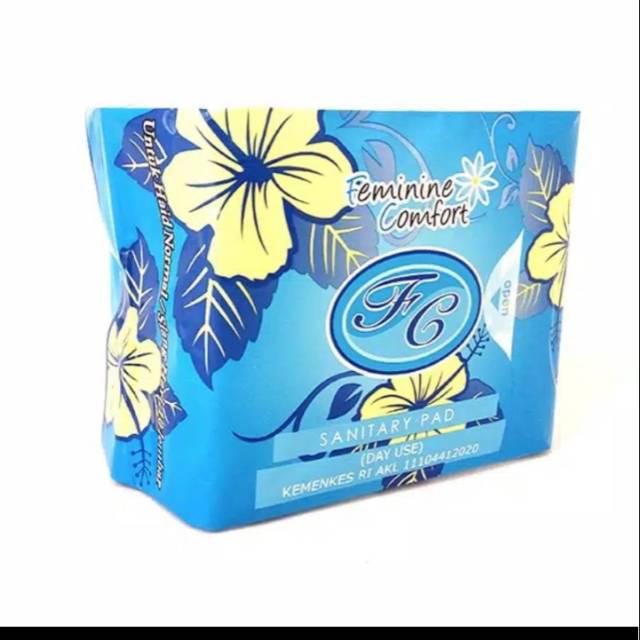 Feminine
Comfort
FC
open
SANITARY PAD
(DAY USE)
KEMENKES RI AKL 11104412020
Untuk Haid Normal